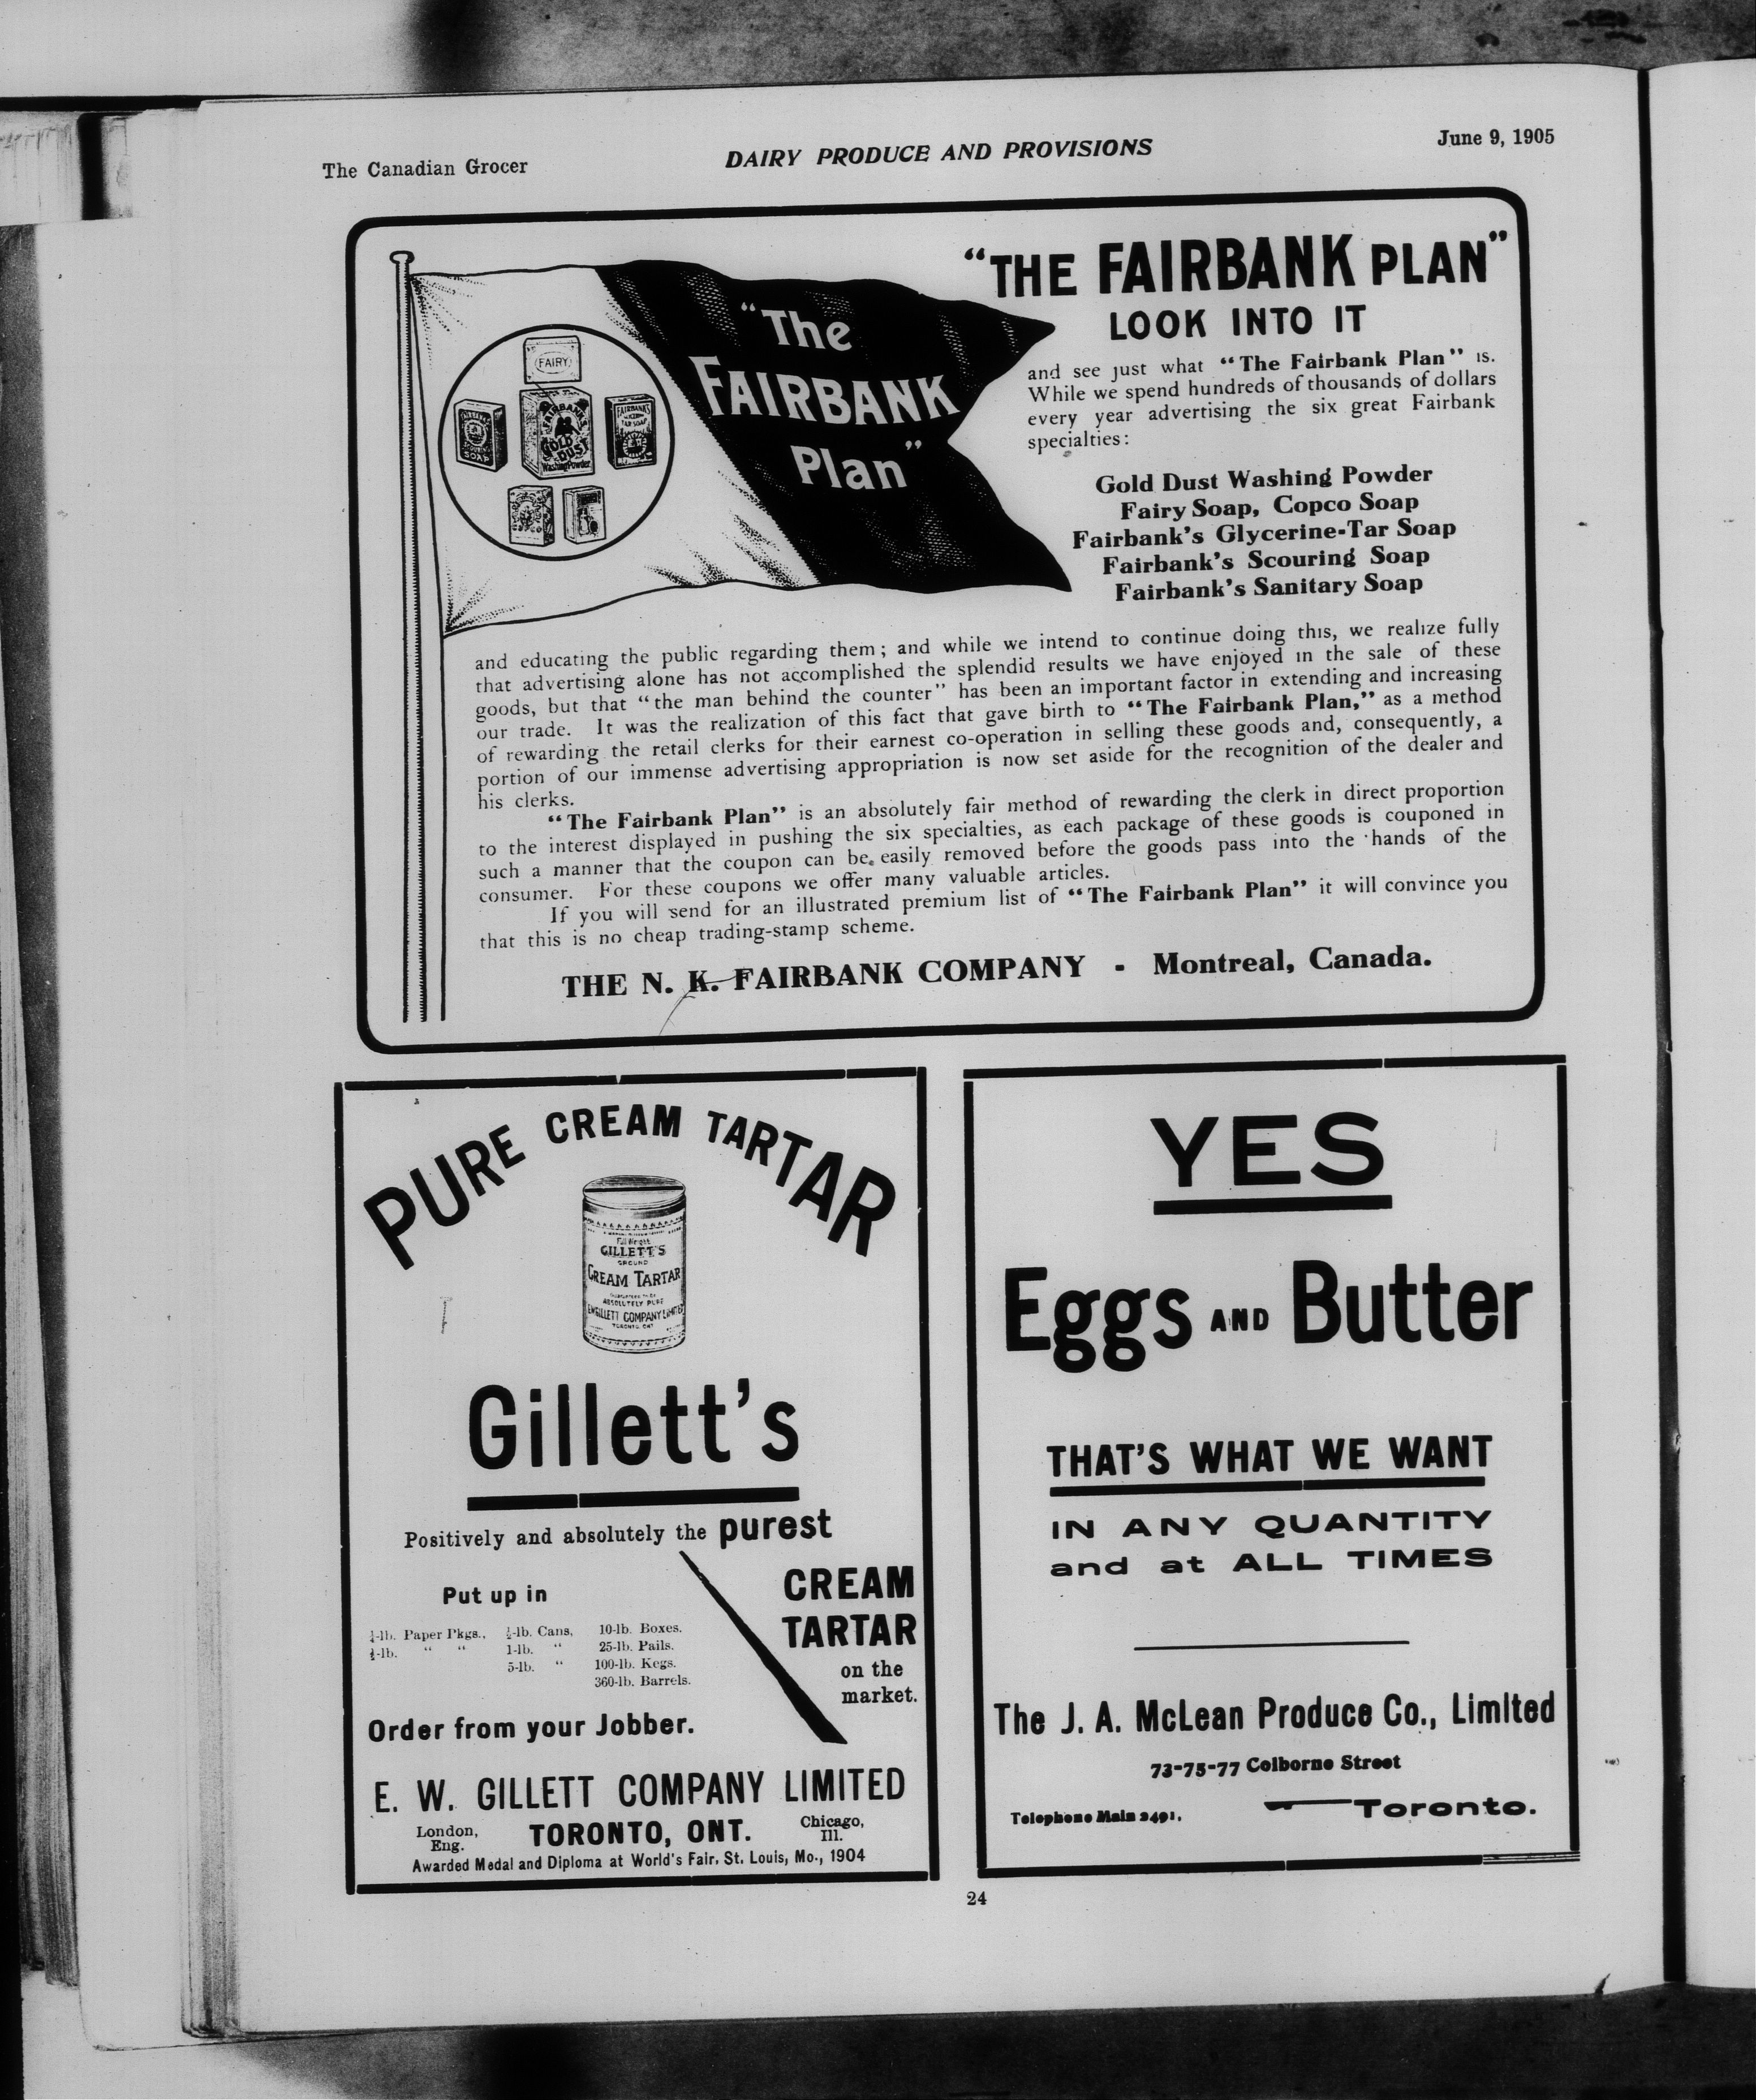 The Canadian Grocer
DAIRY PRODUCE AND PROVISIONS
June 9, 1905
"The
FAIRBANK
Plan"
FAIRY
FAIRBANK'S
GOLD
DUST
Washing Powder
SOAP
FAIRBANK'S
TAR SOAP
"THE FAIRBANK PLAN"
LOOK INTO IT
and see just what "The Fairbank Plan" is.
While we spend hundreds of thousands of dollars
every year advertising the six great Fairbank
specialties:
Gold Dust Washing Powder
Fairy Soap, Copco Soap
Fairbank's Glycerine-Tar Soap
Fairbank's Scouring Soap
Fairbank's Sanitary Soap
and educating the public regarding them; and while we intend to continue doing this, we realize fully
that advertising alone has not accomplished the splendid results we have enjoyed in the sale of these
goods, but that "the man behind the counter" has been an important factor in extending and increasing
our trade. It was the realization of this fact that gave birth to "The Fairbank Plan," as a method
of rewarding the retail clerks for their earnest co-operation in selling these goods and, consequently, a
portion of our immense advertising appropriation is now set aside for the recognition of the dealer and
his clerks.
"The Fairbank Plan" is an absolutely fair method of rewarding the clerk in direct proportion
to the interest displayed in pushing the six specialties, as each package of these goods is couponed in
such a manner that the coupon can be easily removed before the goods pass into the hands of the
consumer. For these coupons we offer many valuable articles.
If you will send for an illustrated premium list of "The Fairbank Plan" it will convince you
that this is no cheap trading-stamp scheme.
THE N. K. FAIRBANK COMPANY - Montreal, Canada.
PURE CREAM TARTAR
Full Weight
GILLETT'S
GROUND
CREAM TARTAR
GUARANTEED TO BE
ABSOLUTELY PURE
E.W.GILLETT COMPANY LIMITED
TORONTO, ONT.
Gillett's
Positively and absolutely the purest
CREAM
TARTAR
on the
market.
Put up in
¼-lb. Paper Pkgs., ½-lb. Cans, 10-lb. Boxes.
½-lb. " " 1-lb. " 25-lb. Pails.
5-lb. " 100-lb. Kegs.
360-lb. Barrels.
Order from your Jobber.
E. W. GILLETT COMPANY LIMITED
London, Eng. TORONTO, ONT. Chicago, Ill.
Awarded Medal and Diploma at World's Fair, St. Louis, Mo., 1904
YES
Eggs AND Butter
THAT'S WHAT WE WANT
IN ANY QUANTITY
and at ALL TIMES
The J. A. McLean Produce Co., Limited
73-75-77 Colborne Street
Telephone Main 2491. Toronto.
24